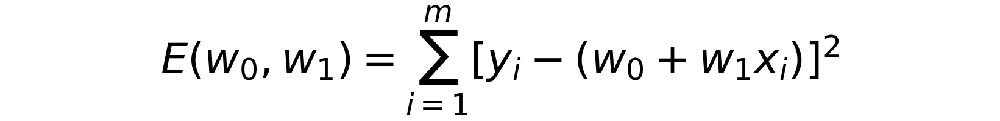 E(w₀, w₁) = ∑ᵢ₌₁ᵐ [yᵢ − (w₀ + w₁xᵢ)]²